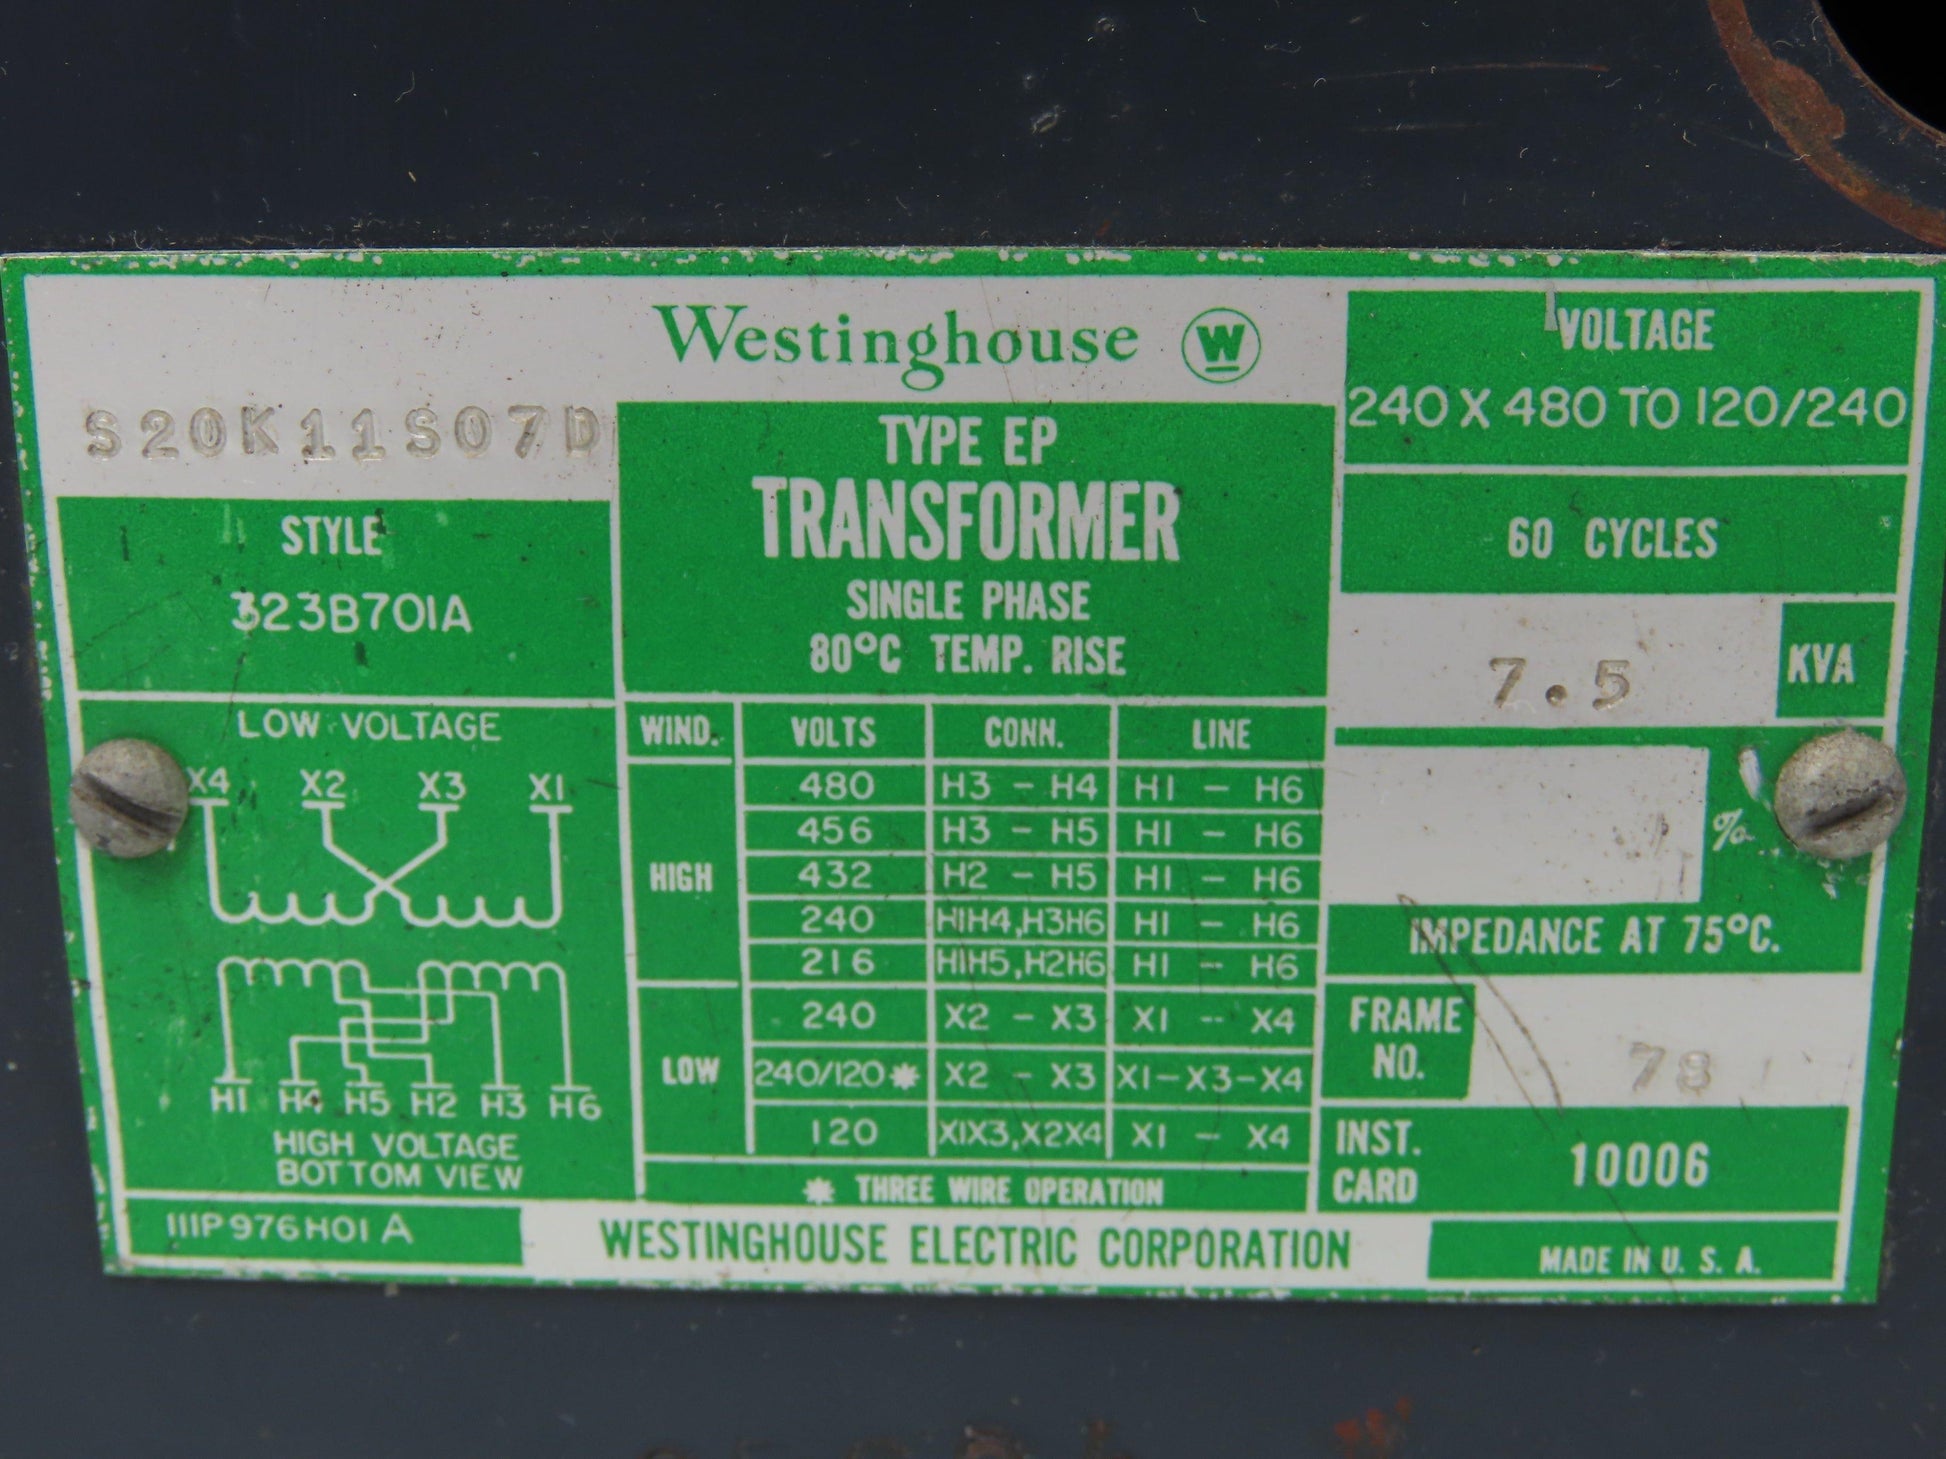 Westinghouse W
S20K11S07D
STYLE
323B701A
TYPE EP
TRANSFORMER
SINGLE PHASE
80°C TEMP. RISE
VOLTAGE
240 X 480 TO 120/240
60 CYCLES
7.5 KVA
%
IMPEDANCE AT 75°C.
FRAME NO. 78
INST. CARD 10006
LOW VOLTAGE
X4 X2 X3 X1
H1 H4 H5 H2 H3 H6
HIGH VOLTAGE
BOTTOM VIEW
WIND. VOLTS CONN. LINE
HIGH
480 H3 - H4 H1 - H6
456 H3 - H5 H1 - H6
432 H2 - H5 H1 - H6
240 H1H4,H3H6 H1 - H6
216 H1H5,H2H6 H1 - H6
LOW
240 X2 - X3 X1 - X4
240/120* X2 - X3 X1-X3-X4
120 X1X3,X2X4 X1 - X4
* THREE WIRE OPERATION
111P976H01 A
WESTINGHOUSE ELECTRIC CORPORATION
MADE IN U. S. A.